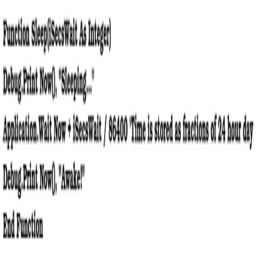 Function Sleep(iSecsWait As Integer)
Debug.Print Now(), "Sleeping..."
Application.Wait Now + iSecsWait / 86400 'Time is stored as fractions of 24 hour day
Debug.Print Now(), "Awake!"
End Function